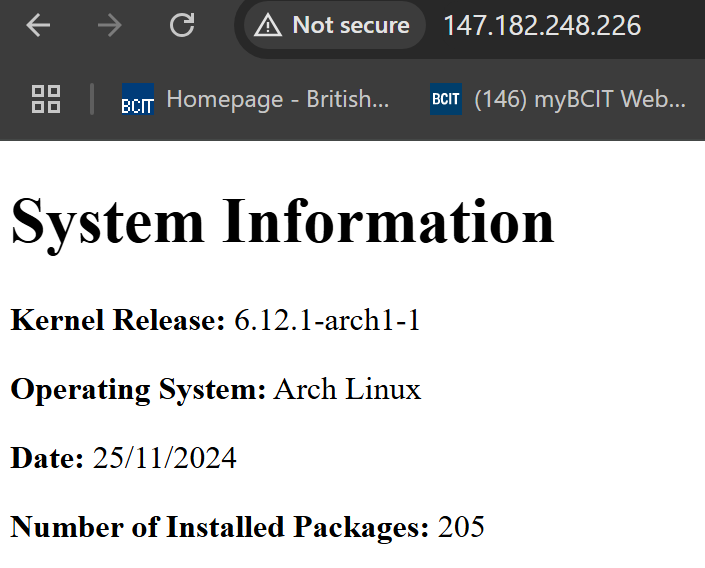 Not secure 147.182.248.226
BCIT Homepage - British... BCIT (146) myBCIT Web...
System Information
Kernel Release: 6.12.1-arch1-1
Operating System: Arch Linux
Date: 25/11/2024
Number of Installed Packages: 205